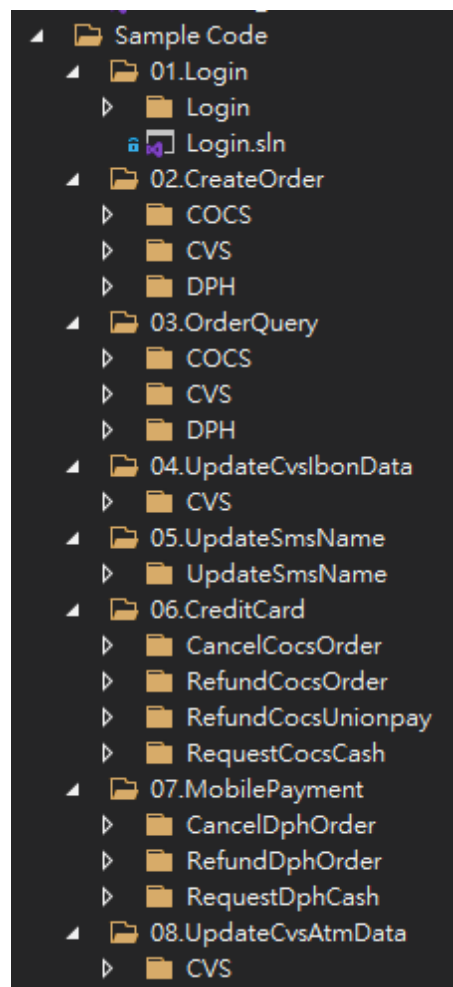 Sample Code
01.Login
Login
Login.sln
02.CreateOrder
COCS
CVS
DPH
03.OrderQuery
COCS
CVS
DPH
04.UpdateCvsIbonData
CVS
05.UpdateSmsName
UpdateSmsName
06.CreditCard
CancelCocsOrder
RefundCocsOrder
RefundCocsUnionpay
RequestCocsCash
07.MobilePayment
CancelDphOrder
RefundDphOrder
RequestDphCash
08.UpdateCvsAtmData
CVS